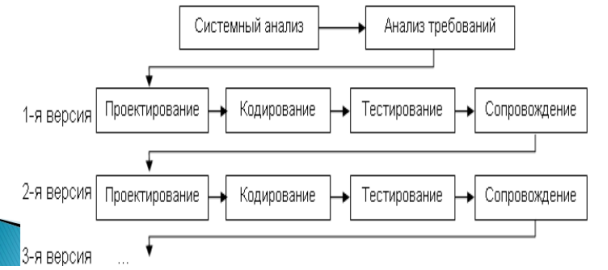 Системный анализ Анализ требований
1-я версия Проектирование Кодирование Тестирование Сопровождение
2-я версия Проектирование Кодирование Тестирование Сопровождение
3-я версия ...